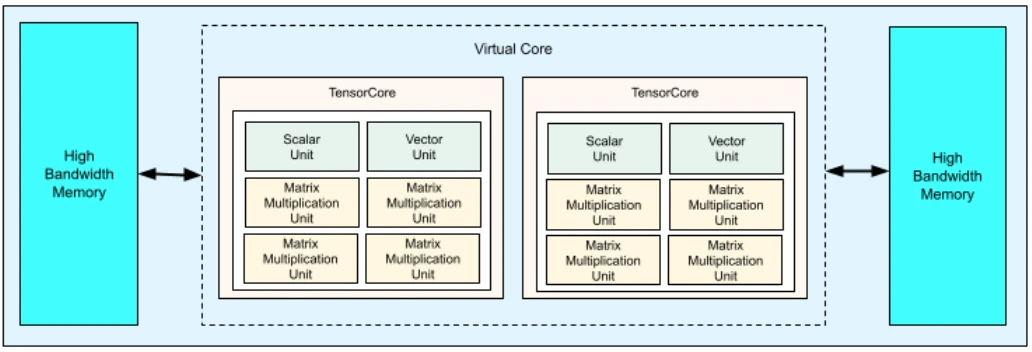 Virtual Core
High
Bandwidth
Memory
TensorCore
Scalar
Unit
Vector
Unit
Matrix
Multiplication
Unit
Matrix
Multiplication
Unit
Matrix
Multiplication
Unit
Matrix
Multiplication
Unit
TensorCore
Scalar
Unit
Vector
Unit
Matrix
Multiplication
Unit
Matrix
Multiplication
Unit
Matrix
Multiplication
Unit
Matrix
Multiplication
Unit
High
Bandwidth
Memory